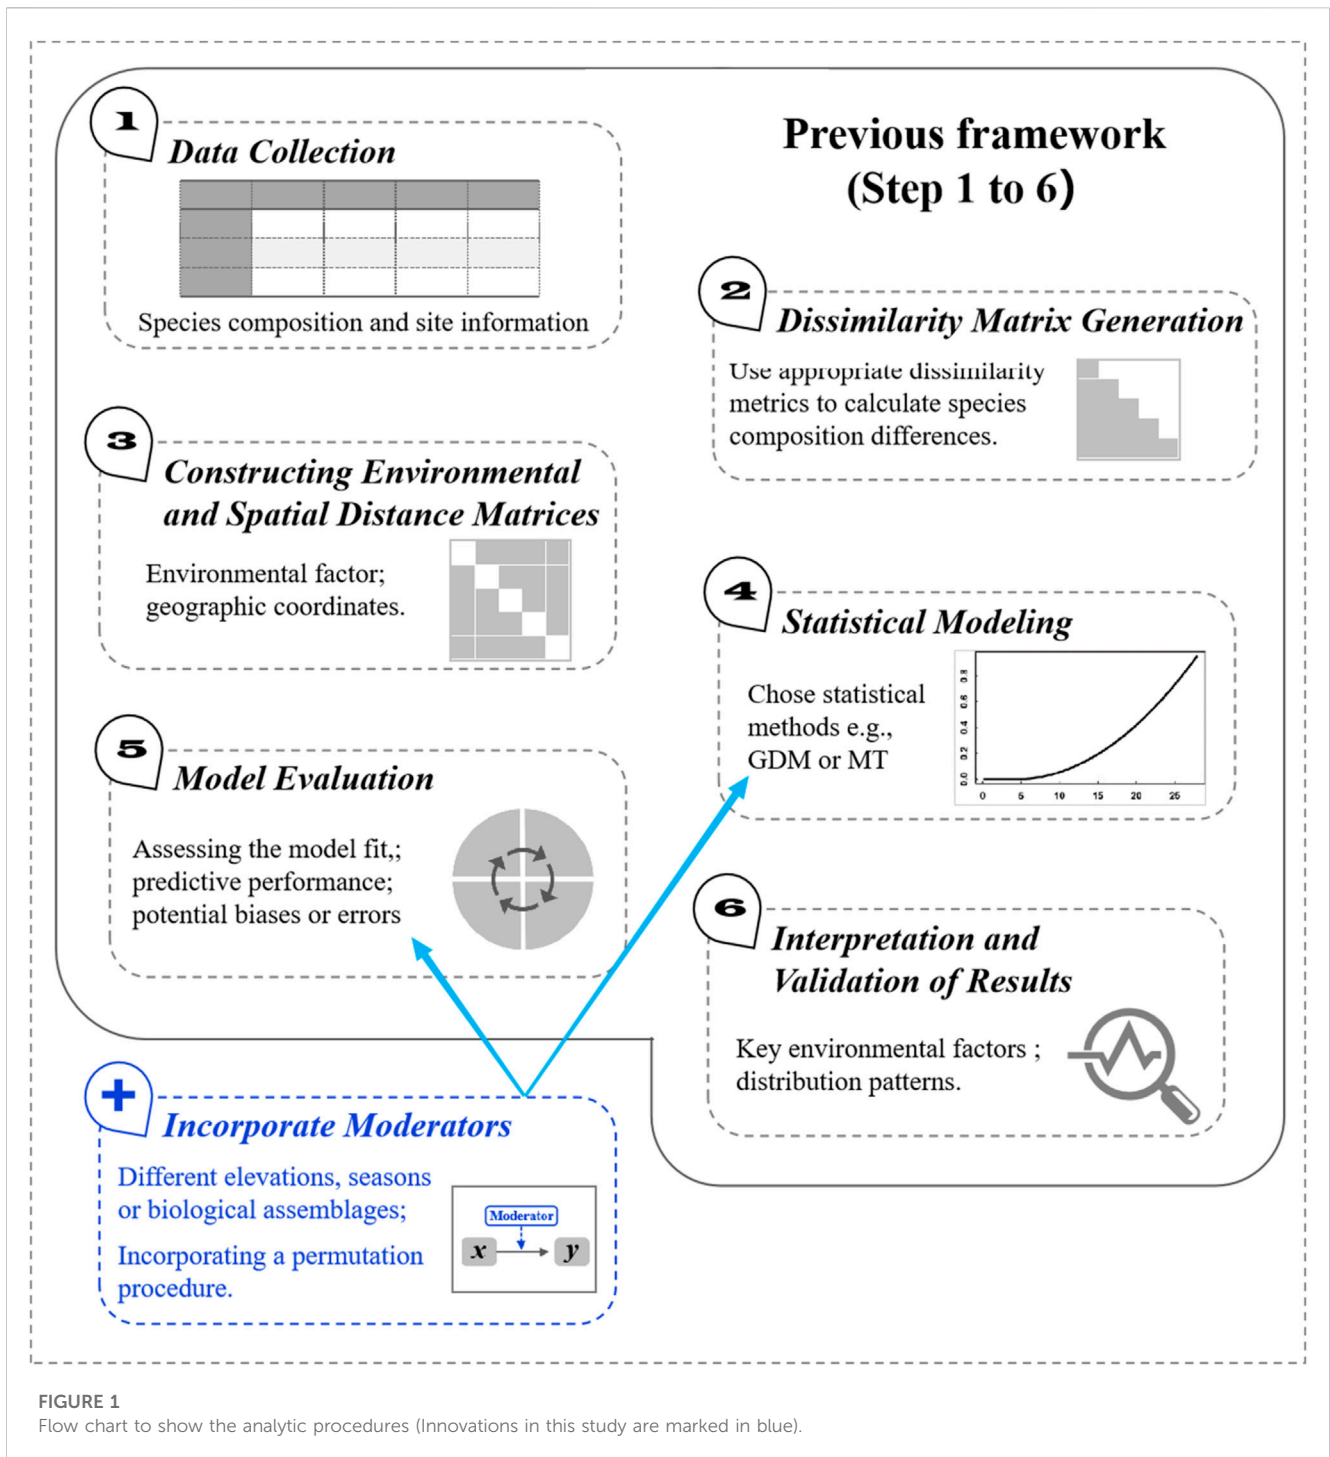 1
Data Collection
Species composition and site information
Previous framework
(Step 1 to 6)
2
Dissimilarity Matrix Generation
Use appropriate dissimilarity
metrics to calculate species
composition differences.
3
Constructing Environmental
and Spatial Distance Matrices
Environmental factor;
geographic coordinates.
4
Statistical Modeling
Chose statistical
methods e.g.,
GDM or MT
0.0 0.2 0.4 0.6 0.8
0 5 10 15 20 25
5
Model Evaluation
Assessing the model fit,;
predictive performance;
potential biases or errors
6
Interpretation and
Validation of Results
Key environmental factors ;
distribution patterns.
+
Incorporate Moderators
Different elevations, seasons
or biological assemblages;
Incorporating a permutation
procedure.
Moderator
x y
FIGURE 1
Flow chart to show the analytic procedures (Innovations in this study are marked in blue).